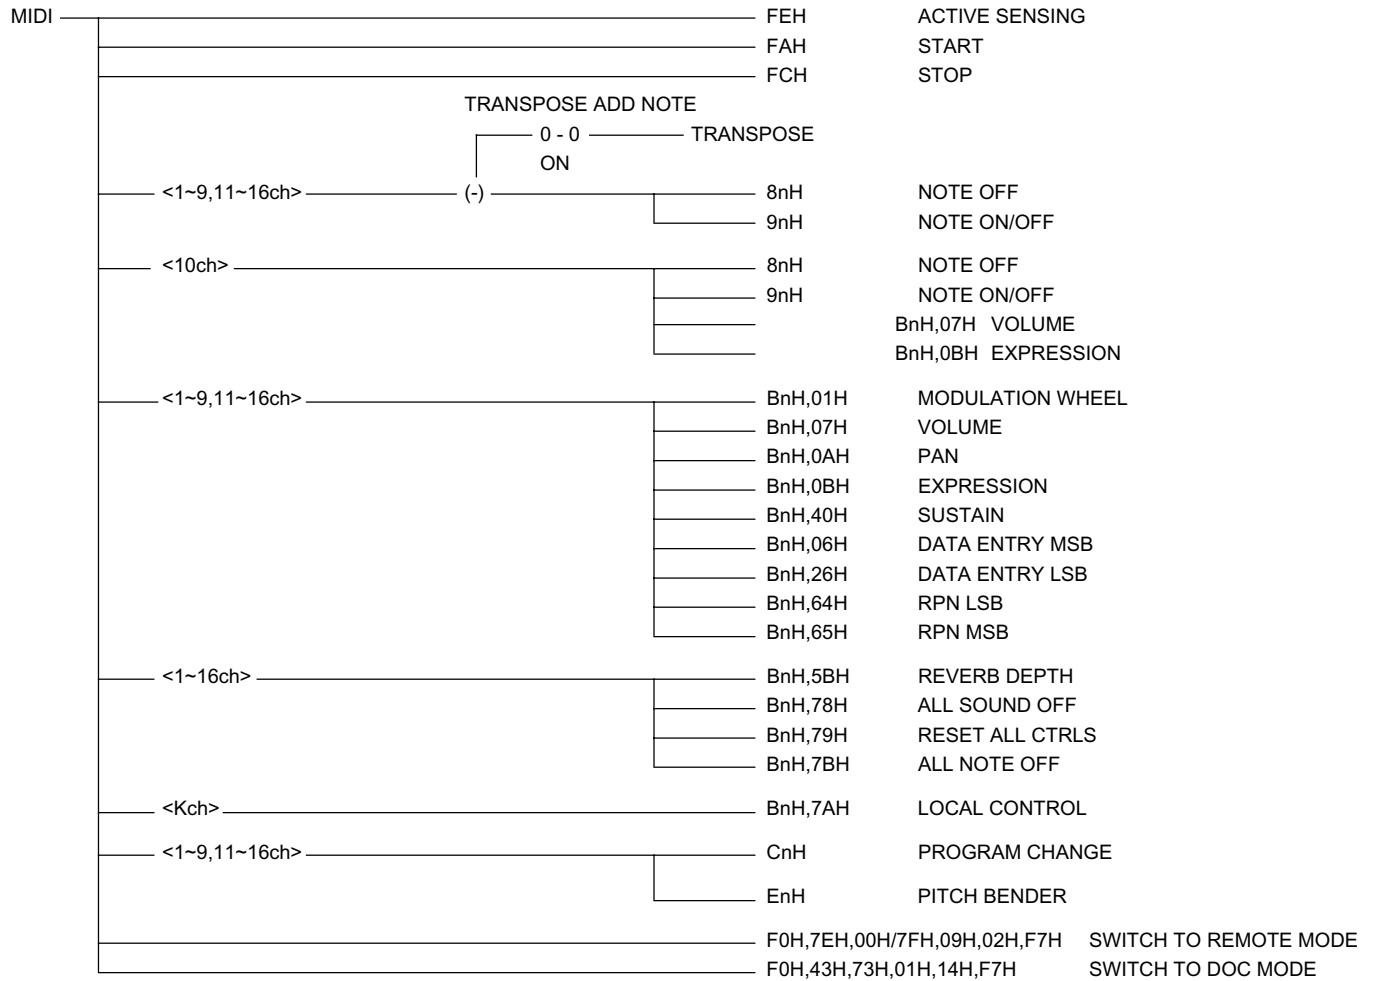 MIDI FEH ACTIVE SENSING
FAH START
FCH STOP
TRANSPOSE ADD NOTE
0 - 0 TRANSPOSE
ON
<1~9,11~16ch> (-) 8nH NOTE OFF
9nH NOTE ON/OFF
<10ch> 8nH NOTE OFF
9nH NOTE ON/OFF
BnH,07H VOLUME
BnH,0BH EXPRESSION
<1~9,11~16ch> BnH,01H MODULATION WHEEL
BnH,07H VOLUME
BnH,0AH PAN
BnH,0BH EXPRESSION
BnH,40H SUSTAIN
BnH,06H DATA ENTRY MSB
BnH,26H DATA ENTRY LSB
BnH,64H RPN LSB
BnH,65H RPN MSB
<1~16ch> BnH,5BH REVERB DEPTH
BnH,78H ALL SOUND OFF
BnH,79H RESET ALL CTRLS
BnH,7BH ALL NOTE OFF
<Kch> BnH,7AH LOCAL CONTROL
<1~9,11~16ch> CnH PROGRAM CHANGE
EnH PITCH BENDER
F0H,7EH,00H/7FH,09H,02H,F7H SWITCH TO REMOTE MODE
F0H,43H,73H,01H,14H,F7H SWITCH TO DOC MODE